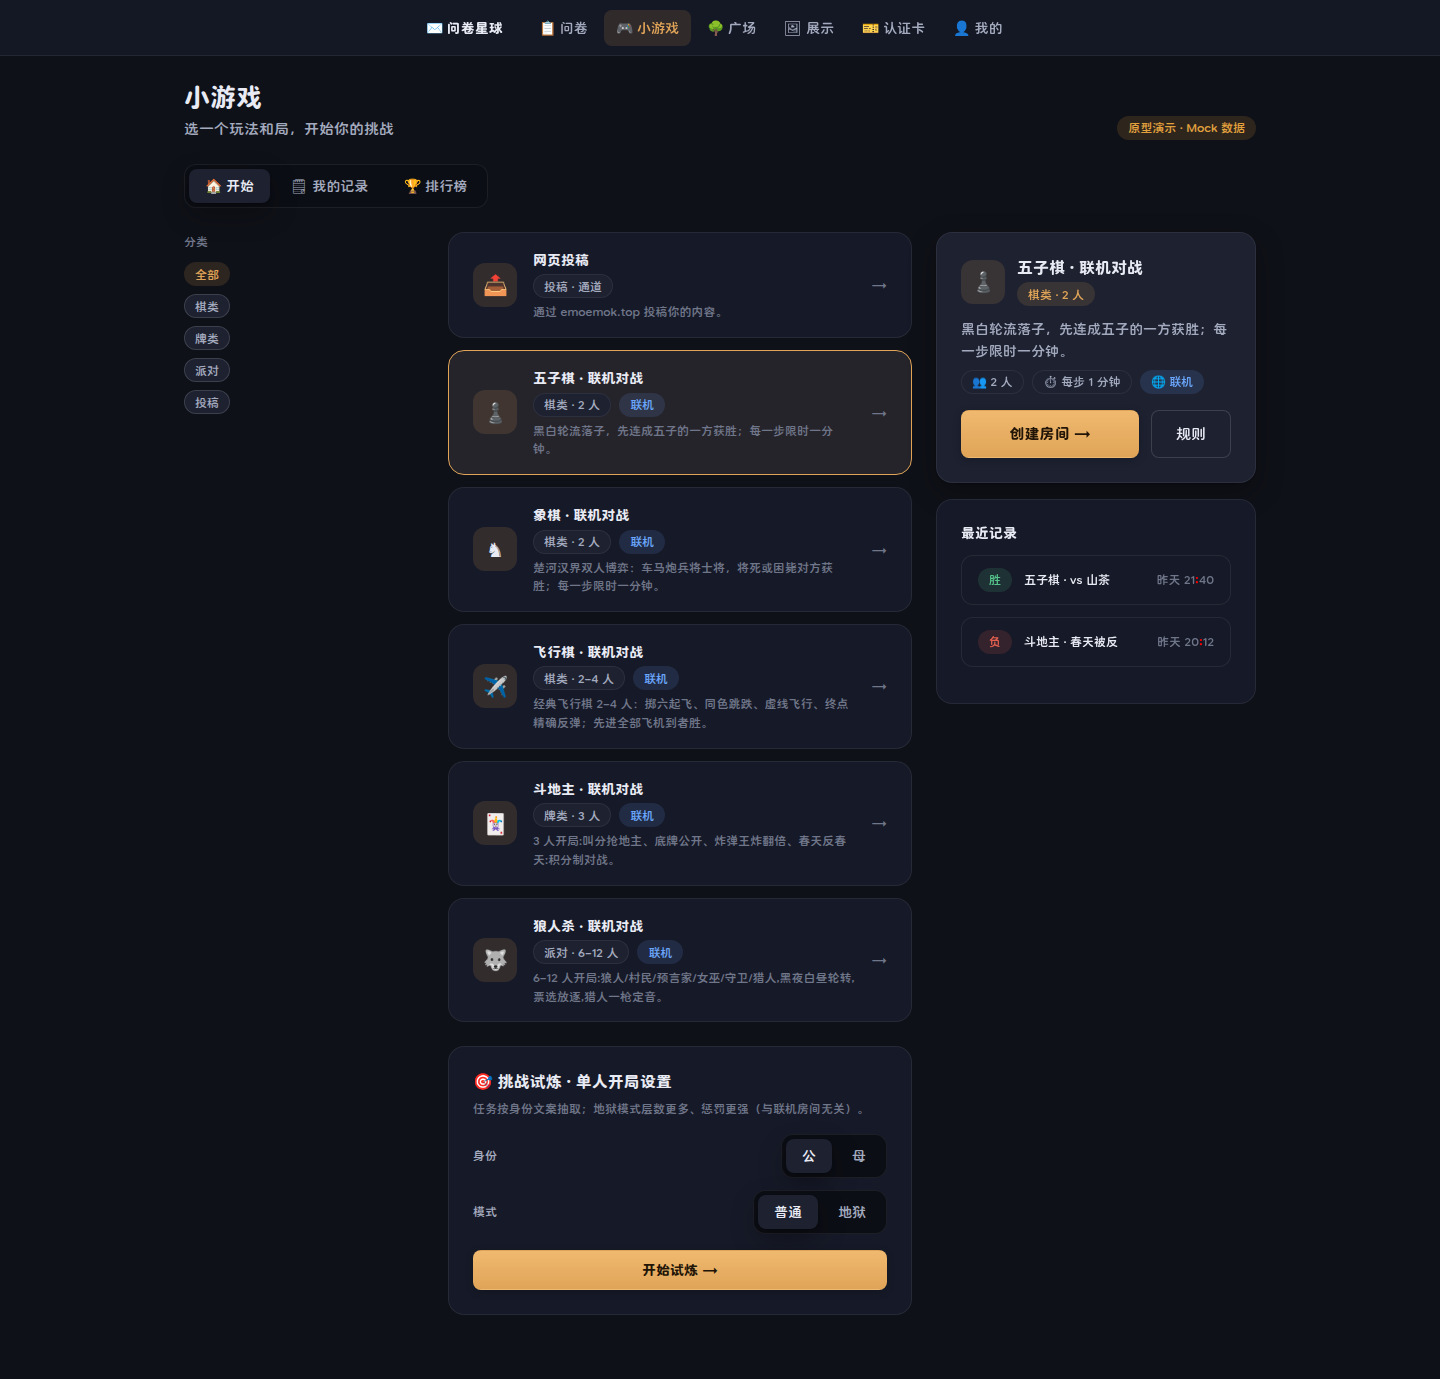 问卷星球
问卷
小游戏
广场
展示
认证卡
我的
小游戏
选一个玩法和局，开始你的挑战
原型演示 · Mock 数据
开始
我的记录
排行榜
分类
全部
棋类
牌类
派对
投稿
网页投稿
投稿 · 通道
通过 emoemok.top 投稿你的内容。
→
五子棋 · 联机对战
棋类 · 2 人
联机
黑白轮流落子，先连成五子的一方获胜；每一步限时一分
钟。
→
象棋 · 联机对战
棋类 · 2 人
联机
楚河汉界双人博弈：车马炮兵将士将，将死或困毙对方获
胜；每一步限时一分钟。
→
飞行棋 · 联机对战
棋类 · 2–4 人
联机
经典飞行棋 2–4 人：掷六起飞、同色跳跌、虚线飞行、终点
精确反弹；先进全部飞机到者胜。
→
斗地主 · 联机对战
牌类 · 3 人
联机
3 人开局:叫分抢地主、底牌公开、炸弹王炸翻倍、春天反春
天;积分制对战。
→
狼人杀 · 联机对战
派对 · 6–12 人
联机
6–12 人开局:狼人/村民/预言家/女巫/守卫/猎人,黑夜白昼轮转,
票选放逐,猎人一枪定音。
→
挑战试炼 · 单人开局设置
任务按身份文案抽取；地狱模式层数更多、惩罚更强（与联机房间无关）。
身份
公
母
模式
普通
地狱
开始试炼 →
五子棋 · 联机对战
棋类 · 2 人
黑白轮流落子，先连成五子的一方获胜；每
一步限时一分钟。
2 人
每步 1 分钟
联机
创建房间 →
规则
最近记录
胜
五子棋 · vs 山茶
昨天 21:40
负
斗地主 · 春天被反
昨天 20:12